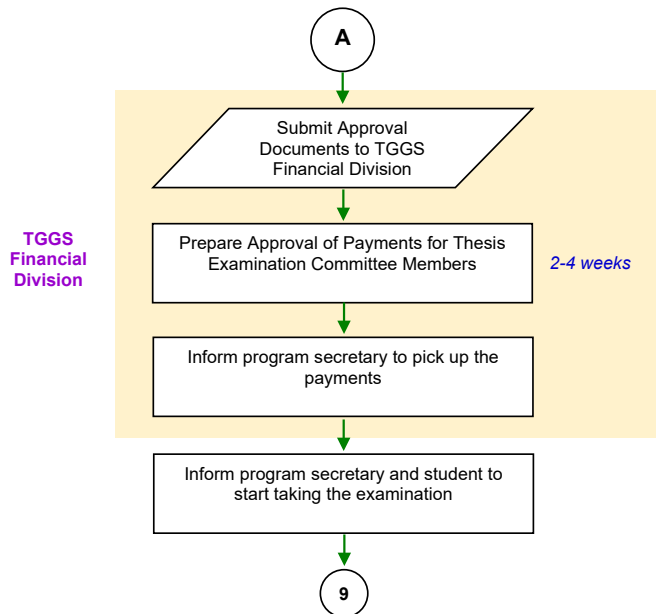 A
Submit Approval
Documents to TGGS
Financial Division
TGGS
Financial
Division
Prepare Approval of Payments for Thesis
Examination Committee Members
2-4 weeks
Inform program secretary to pick up the
payments
Inform program secretary and student to
start taking the examination
9